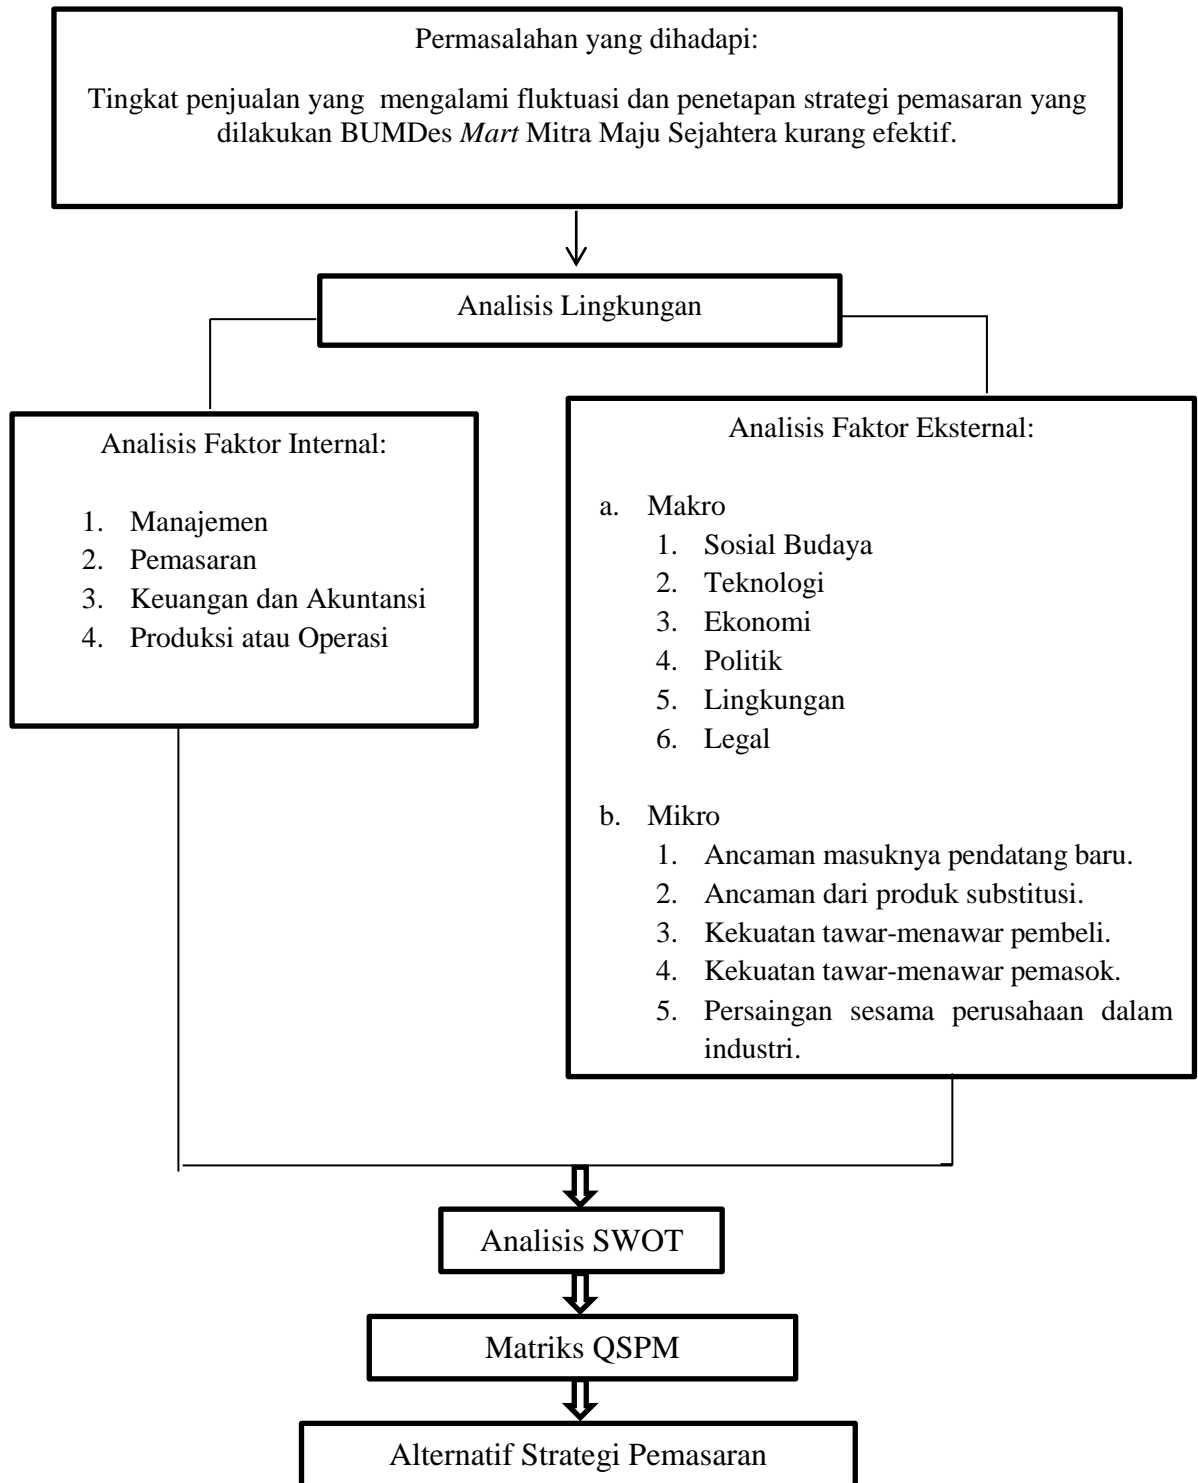 Permasalahan yang dihadapi:
Tingkat penjualan yang mengalami fluktuasi dan penetapan strategi pemasaran yang
dilakukan BUMDes Mart Mitra Maju Sejahtera kurang efektif.
Analisis Lingkungan
Analisis Faktor Internal:
1. Manajemen
2. Pemasaran
3. Keuangan dan Akuntansi
4. Produksi atau Operasi
Analisis Faktor Eksternal:
a. Makro
1. Sosial Budaya
2. Teknologi
3. Ekonomi
4. Politik
5. Lingkungan
6. Legal
b. Mikro
1. Ancaman masuknya pendatang baru.
2. Ancaman dari produk substitusi.
3. Kekuatan tawar-menawar pembeli.
4. Kekuatan tawar-menawar pemasok.
5. Persaingan sesama perusahaan dalam
industri.
Analisis SWOT
Matriks QSPM
Alternatif Strategi Pemasaran